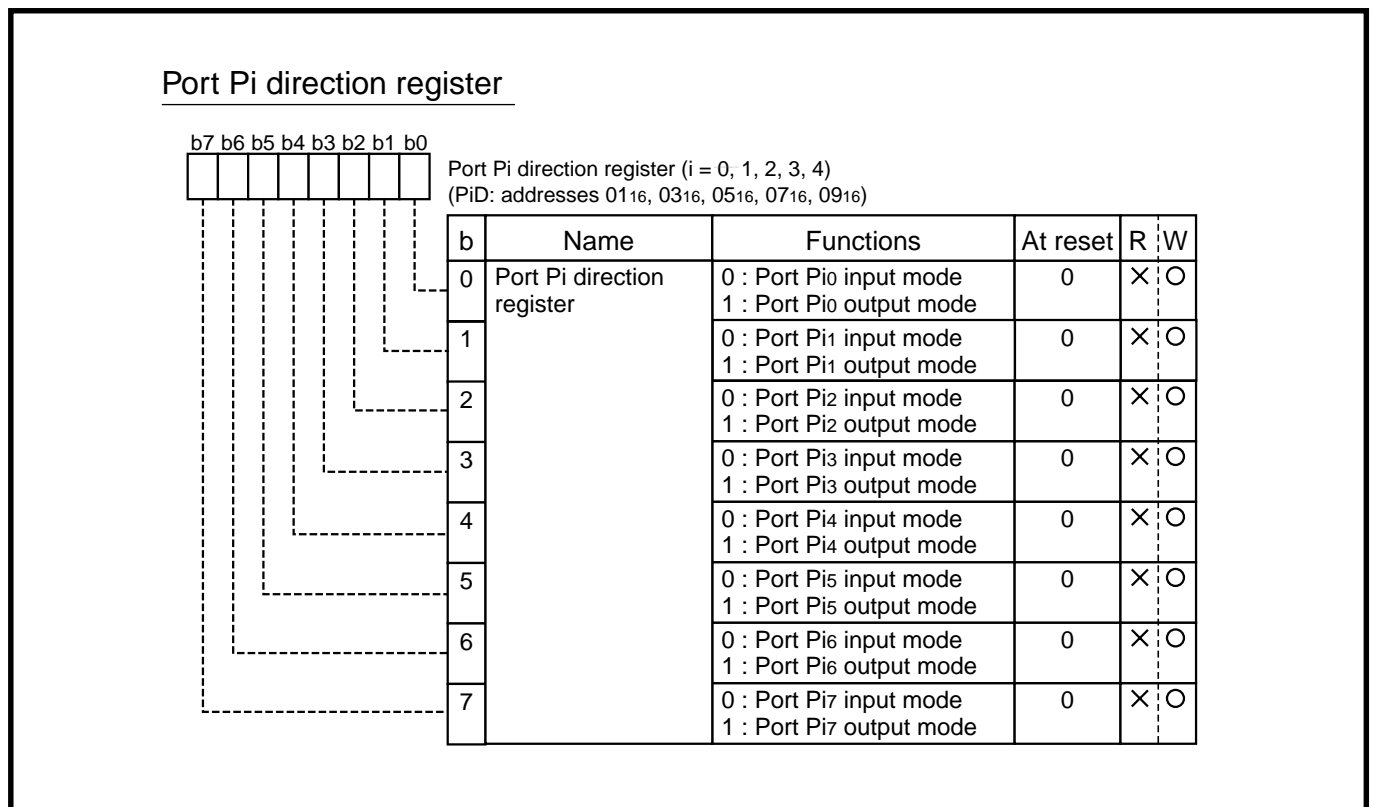 Port Pi direction register
b7 b6 b5 b4 b3 b2 b1 b0
Port Pi direction register (i = 0, 1, 2, 3, 4)
(PiD: addresses 0116, 0316, 0516, 0716, 0916)
b Name Functions At reset R W
0 Port Pi direction 0 : Port Pi0 input mode 0 × O
register 1 : Port Pi0 output mode
1 0 : Port Pi1 input mode 0 × O
1 : Port Pi1 output mode
2 0 : Port Pi2 input mode 0 × O
1 : Port Pi2 output mode
3 0 : Port Pi3 input mode 0 × O
1 : Port Pi3 output mode
4 0 : Port Pi4 input mode 0 × O
1 : Port Pi4 output mode
5 0 : Port Pi5 input mode 0 × O
1 : Port Pi5 output mode
6 0 : Port Pi6 input mode 0 × O
1 : Port Pi6 output mode
7 0 : Port Pi7 input mode 0 × O
1 : Port Pi7 output mode